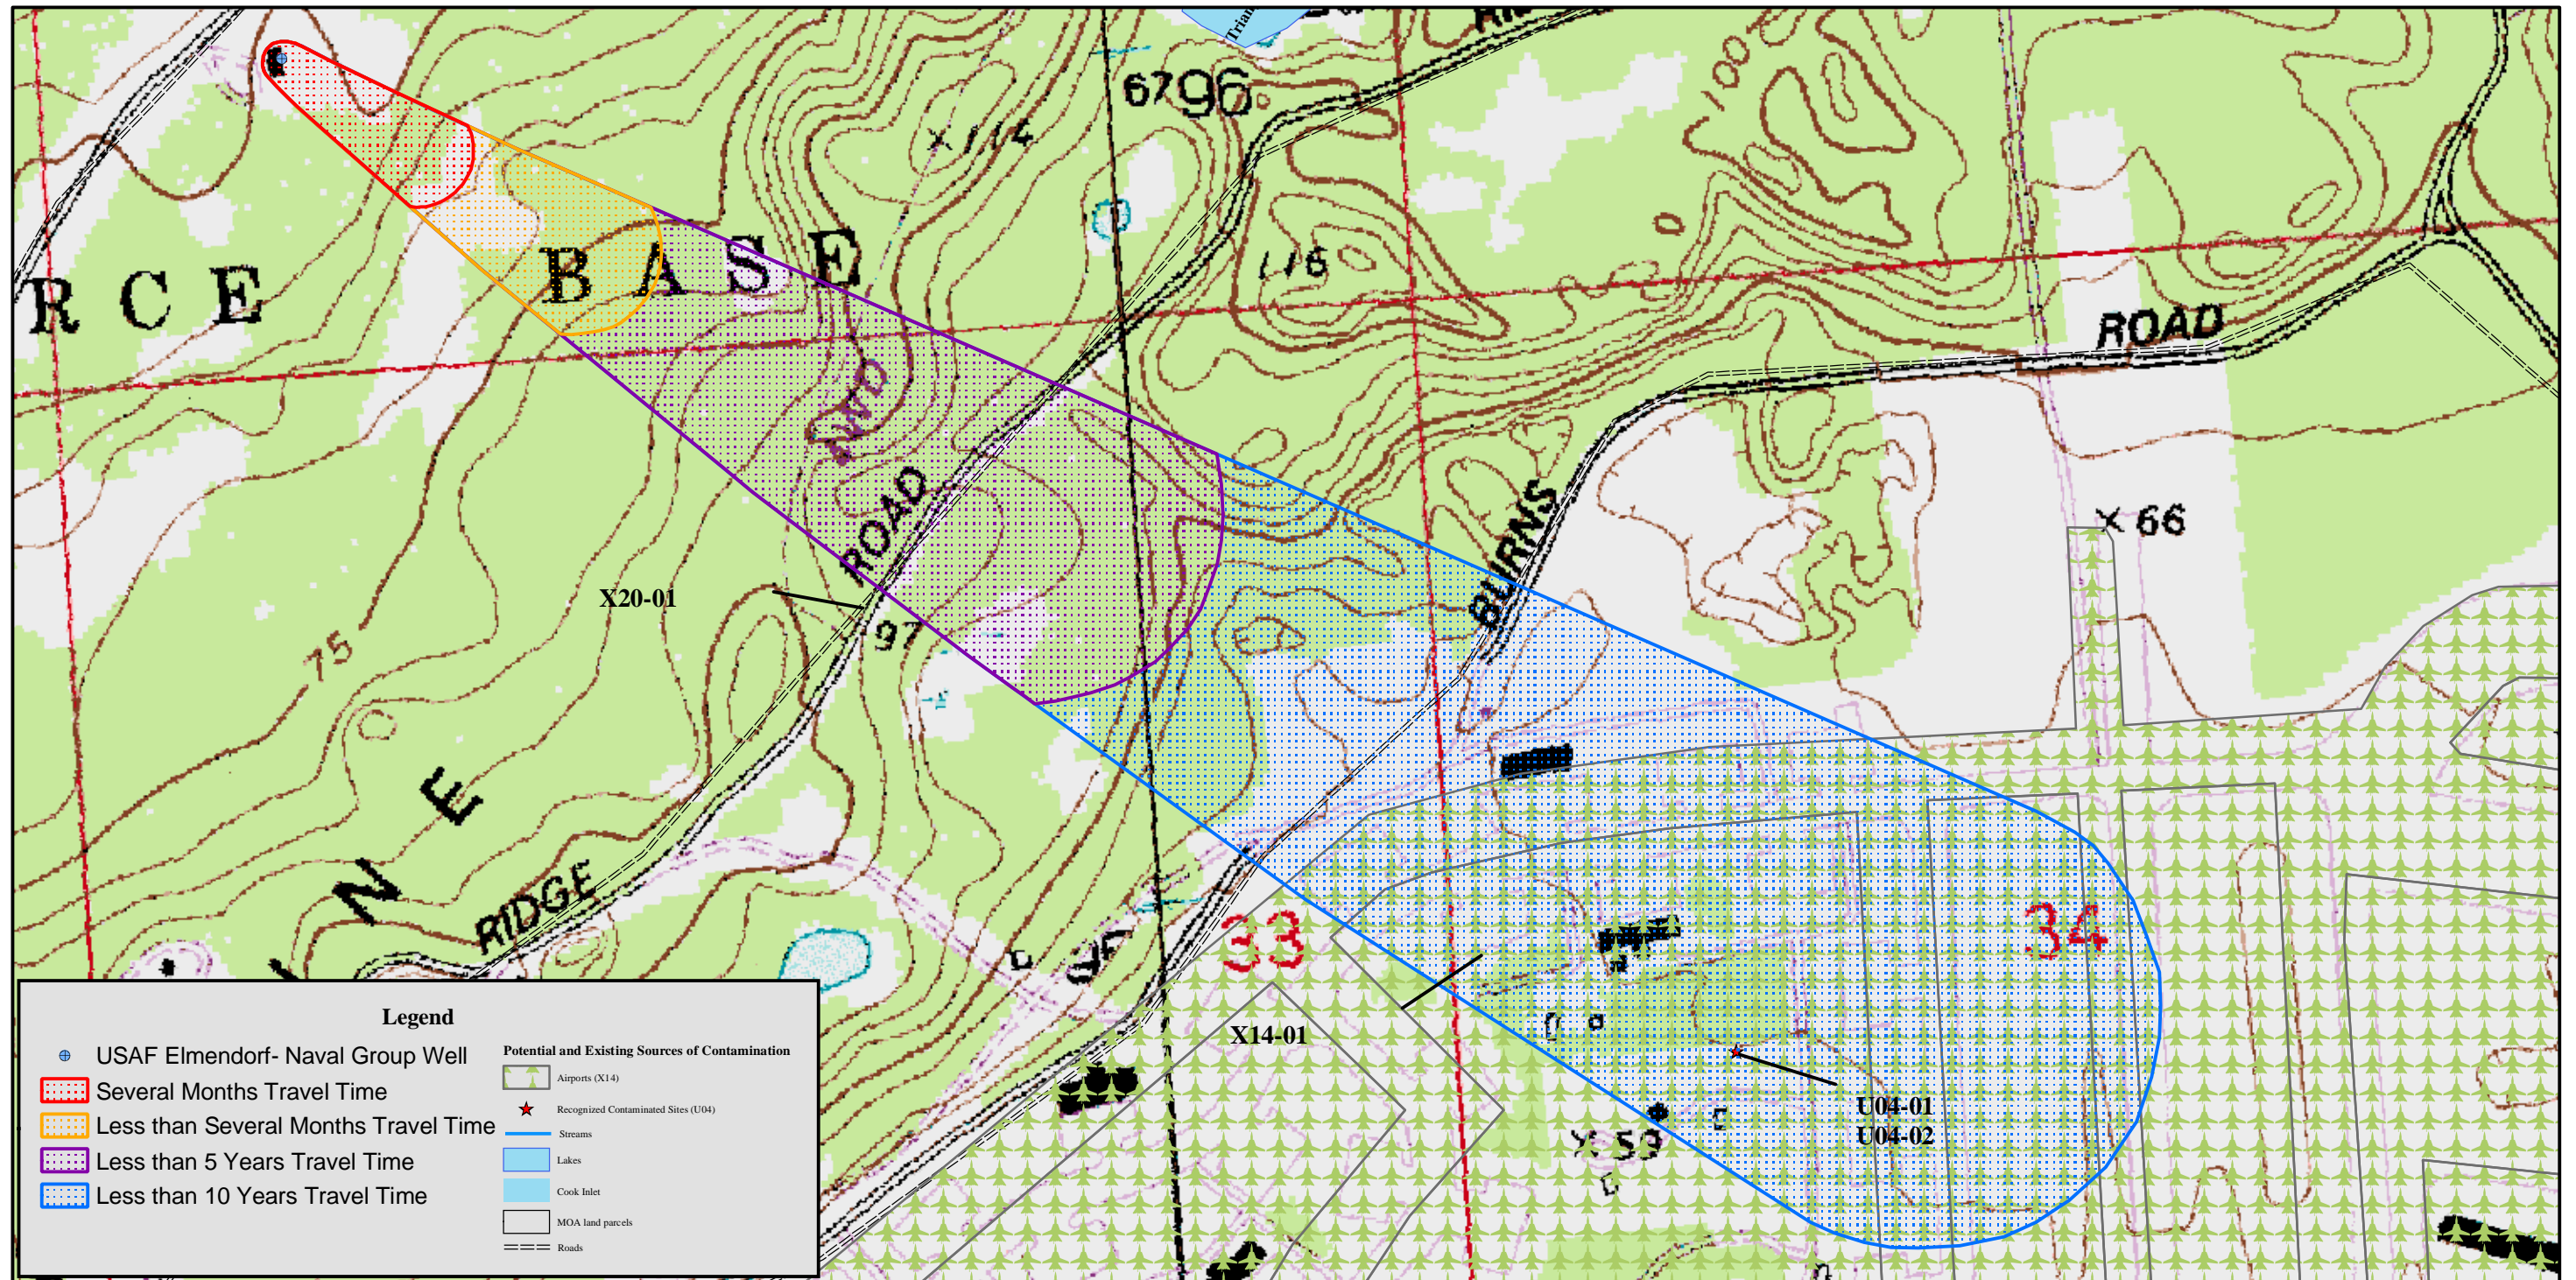 Trian
6796
100
X 114
116
B A S E
R C E
ROAD
AWD
ROAD
BURNS
X 66
X20-01
97
75
N E
RIDGE
33
34
X14-01
X 59
U04-01
U04-02
Legend
USAF Elmendorf- Naval Group Well
Several Months Travel Time
Less than Several Months Travel Time
Less than 5 Years Travel Time
Less than 10 Years Travel Time
Potential and Existing Sources of Contamination
Airports (X14)
Recognized Contaminated Sites (U04)
Streams
Lakes
Cook Inlet
MOA land parcels
Roads